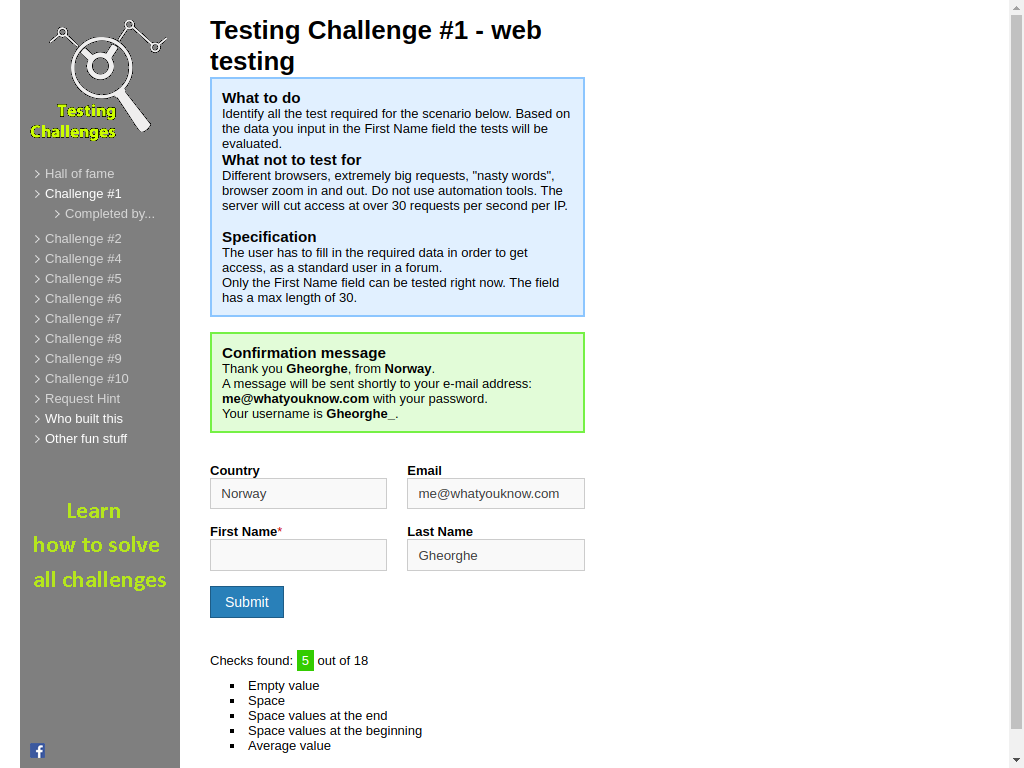 Testing
Challenges
Hall of fame
Challenge #1
Completed by...
Challenge #2
Challenge #4
Challenge #5
Challenge #6
Challenge #7
Challenge #8
Challenge #9
Challenge #10
Request Hint
Who built this
Other fun stuff
Learn
how to solve
all challenges
Testing Challenge #1 - web
testing
What to do
Identify all the test required for the scenario below. Based on
the data you input in the First Name field the tests will be
evaluated.
What not to test for
Different browsers, extremely big requests, "nasty words",
browser zoom in and out. Do not use automation tools. The
server will cut access at over 30 requests per second per IP.
Specification
The user has to fill in the required data in order to get
access, as a standard user in a forum.
Only the First Name field can be tested right now. The field
has a max length of 30.
Confirmation message
Thank you Gheorghe, from Norway.
A message will be sent shortly to your e-mail address:
me@whatyouknow.com with your password.
Your username is Gheorghe_.
Country Email
Norway me@whatyouknow.com
First Name* Last Name
Gheorghe
Submit
Checks found: 5 out of 18
Empty value
Space
Space values at the end
Space values at the beginning
Average value